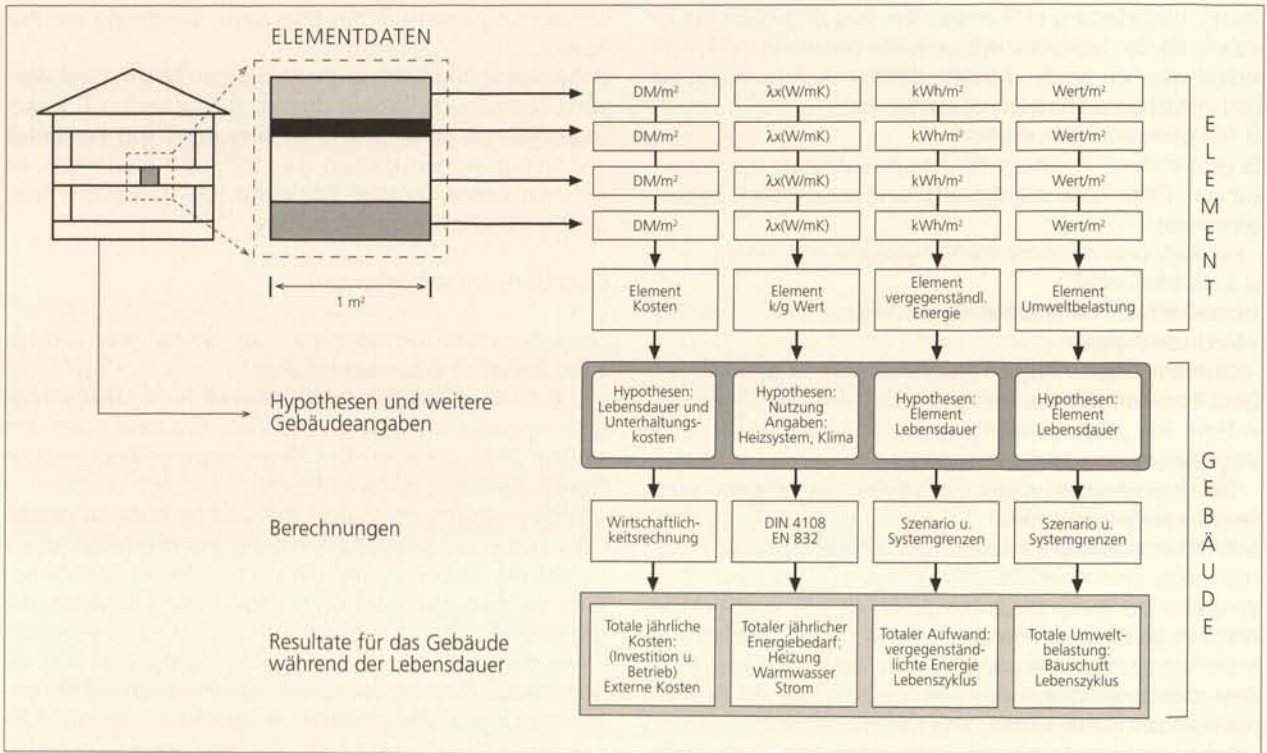 ELEMENTDATEN
DM/m² λx(W/mK) kWh/m² Wert/m²
DM/m² λx(W/mK) kWh/m² Wert/m²
DM/m² λx(W/mK) kWh/m² Wert/m²
DM/m² λx(W/mK) kWh/m² Wert/m²
1 m²
Element
Kosten
Element
k/g Wert
Element
vergegenständl.
Energie
Element
Umweltbelastung
ELEMENT
Hypothesen und weitere
Gebäudeangaben
Hypothesen:
Lebensdauer und
Unterhaltungs-
kosten
Hypothesen:
Nutzung
Angaben:
Heizsystem, Klima
Hypothesen:
Element
Lebensdauer
Hypothesen:
Element
Lebensdauer
Berechnungen
Wirtschaftlich-
keitsrechnung
DIN 4108
EN 832
Szenario u.
Systemgrenzen
Szenario u.
Systemgrenzen
Resultate für das Gebäude
während der Lebensdauer
Totale jährliche
Kosten:
(Investition u.
Betrieb)
Externe Kosten
Totaler jährlicher
Energiebedarf:
Heizung
Warmwasser
Strom
Totaler Aufwand:
vergegenständ-
lichte Energie
Lebenszyklus
Totale Umwelt-
belastung:
Bauschutt
Lebenszyklus
GEBÄUDE